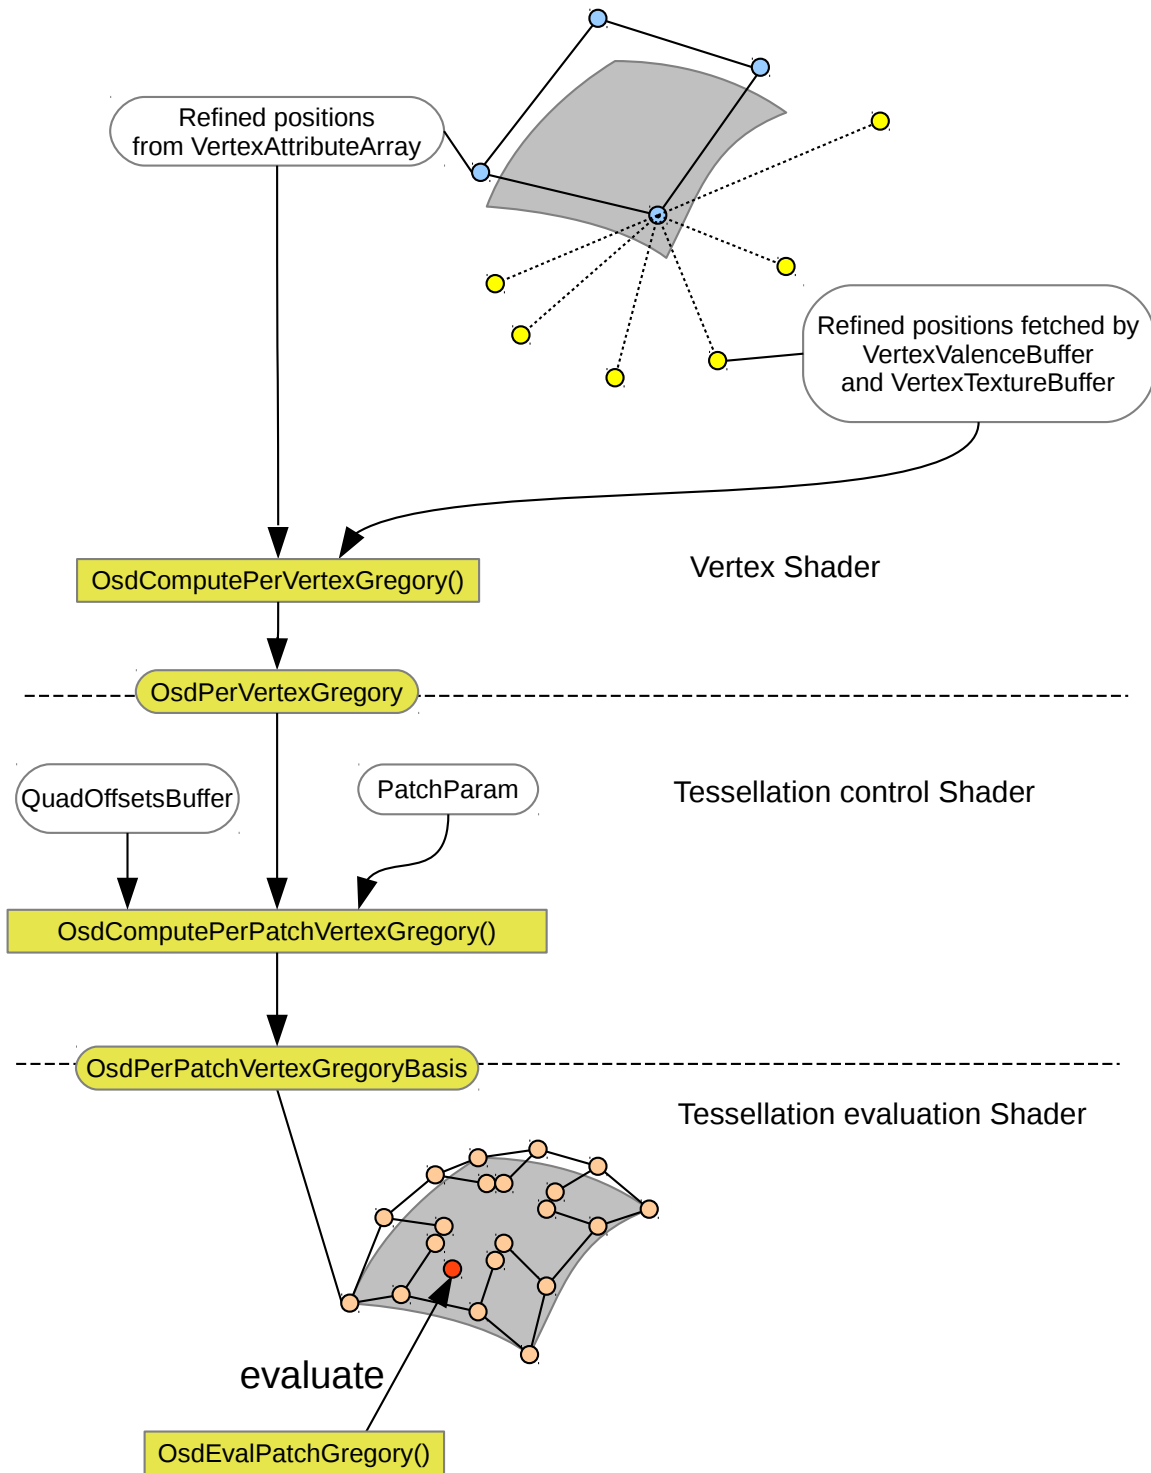 Refined positions
from VertexAttributeArray
Refined positions fetched by
VertexValenceBuffer
and VertexTextureBuffer
OsdComputePerVertexGregory()
Vertex Shader
OsdPerVertexGregory
QuadOffsetsBuffer
PatchParam
Tessellation control Shader
OsdComputePerPatchVertexGregory()
OsdPerPatchVertexGregoryBasis
Tessellation evaluation Shader
evaluate
OsdEvalPatchGregory()